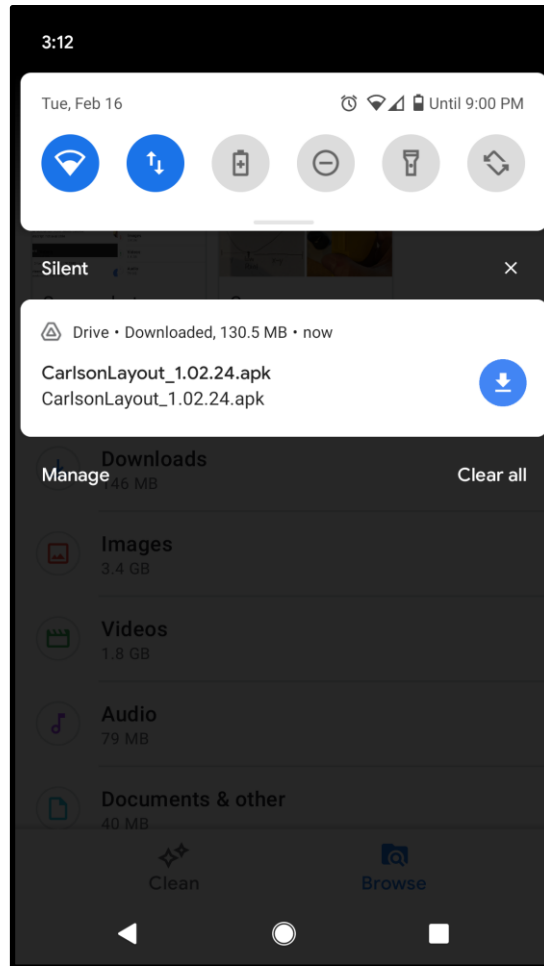 3:12
Tue, Feb 16
Until 9:00 PM
Silent
Drive • Downloaded, 130.5 MB • now
CarlsonLayout_1.02.24.apk
CarlsonLayout_1.02.24.apk
Downloads
146 MB
Manage
Clear all
Images
3.4 GB
Videos
1.8 GB
Audio
79 MB
Documents & other
40 MB
Clean
Browse